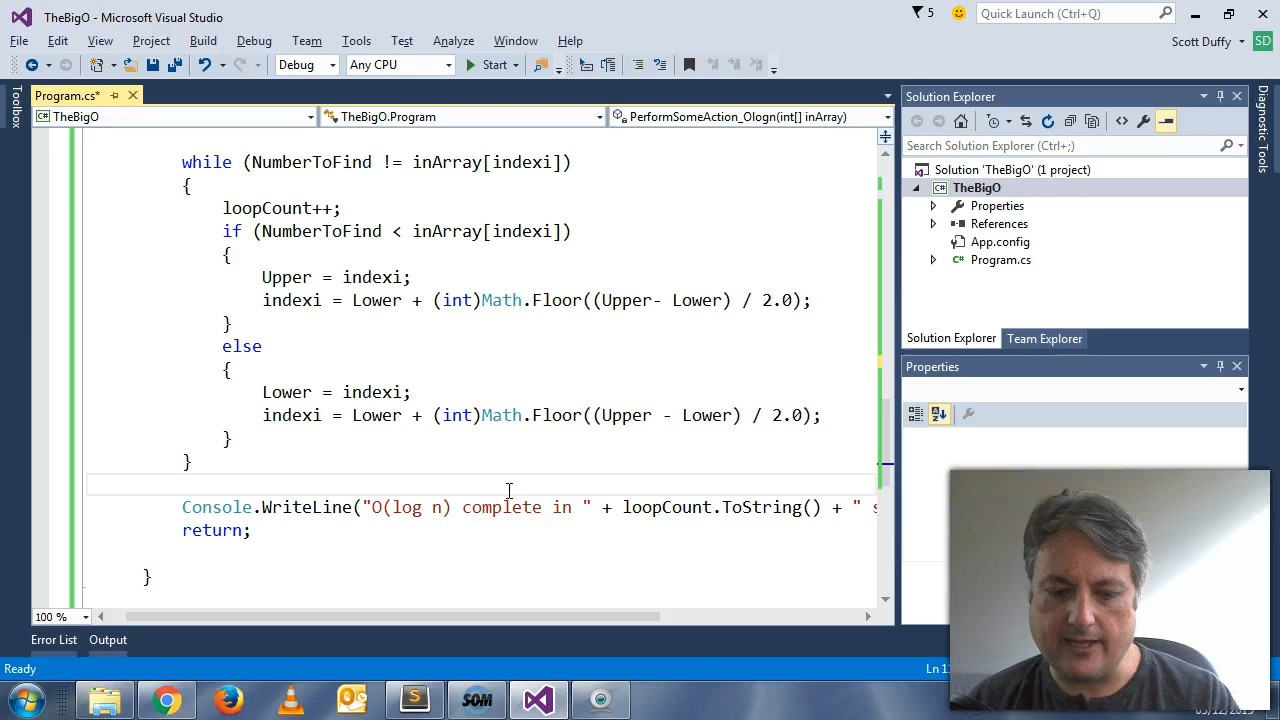 TheBigO - Microsoft Visual Studio
5
Quick Launch (Ctrl+Q)
File Edit View Project Build Debug Team Tools Test Analyze Window Help
Scott Duffy
SD
Debug
Any CPU
Start
Toolbox
Program.cs*
TheBigO
TheBigO.Program
PerformSomeAction_Ologn(int[] inArray)
while (NumberToFind != inArray[indexi])
{
loopCount++;
if (NumberToFind < inArray[indexi])
{
Upper = indexi;
indexi = Lower + (int)Math.Floor((Upper- Lower) / 2.0);
}
else
{
Lower = indexi;
indexi = Lower + (int)Math.Floor((Upper - Lower) / 2.0);
}
}
Console.WriteLine("O(log n) complete in " + loopCount.ToString() + " s
return;
}
100 %
Solution Explorer
Search Solution Explorer (Ctrl+;)
Solution 'TheBigO' (1 project)
C# TheBigO
Properties
References
App.config
C# Program.cs
Solution Explorer Team Explorer
Properties
Diagnostic Tools
Error List Output
Ready
SOM